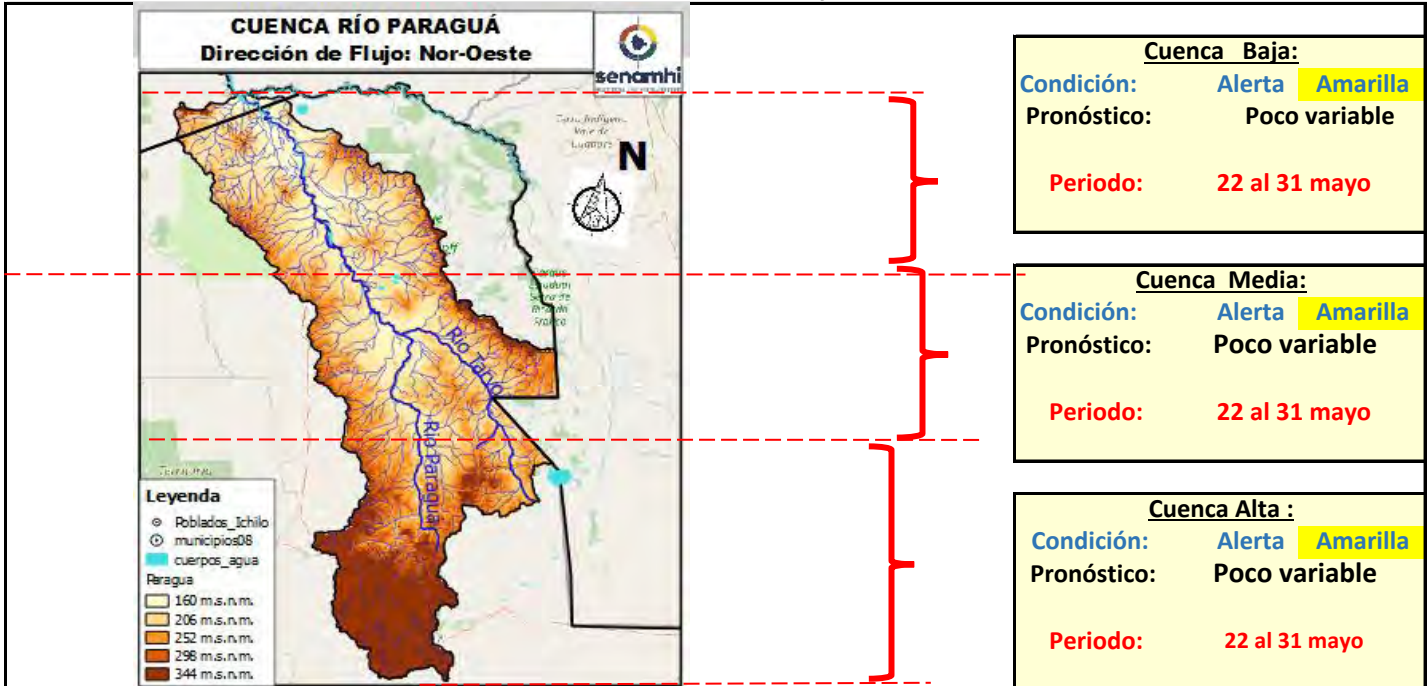 CUENCA RÍO PARAGUÁ
Dirección de Flujo: Nor-Oeste
senamhi
N
Río Tarvo
Río Paragua
Leyenda
Poblados_Ichilo
municipios08
cuerpos_agua
Paragua
160 m.s.n.m.
206 m.s.n.m.
252 m.s.n.m.
298 m.s.n.m.
344 m.s.n.m.
Cuenca Baja:
Condición: Alerta Amarilla
Pronóstico: Poco variable
Periodo: 22 al 31 mayo
Cuenca Media:
Condición: Alerta Amarilla
Pronóstico: Poco variable
Periodo: 22 al 31 mayo
Cuenca Alta :
Condición: Alerta Amarilla
Pronóstico: Poco variable
Periodo: 22 al 31 mayo